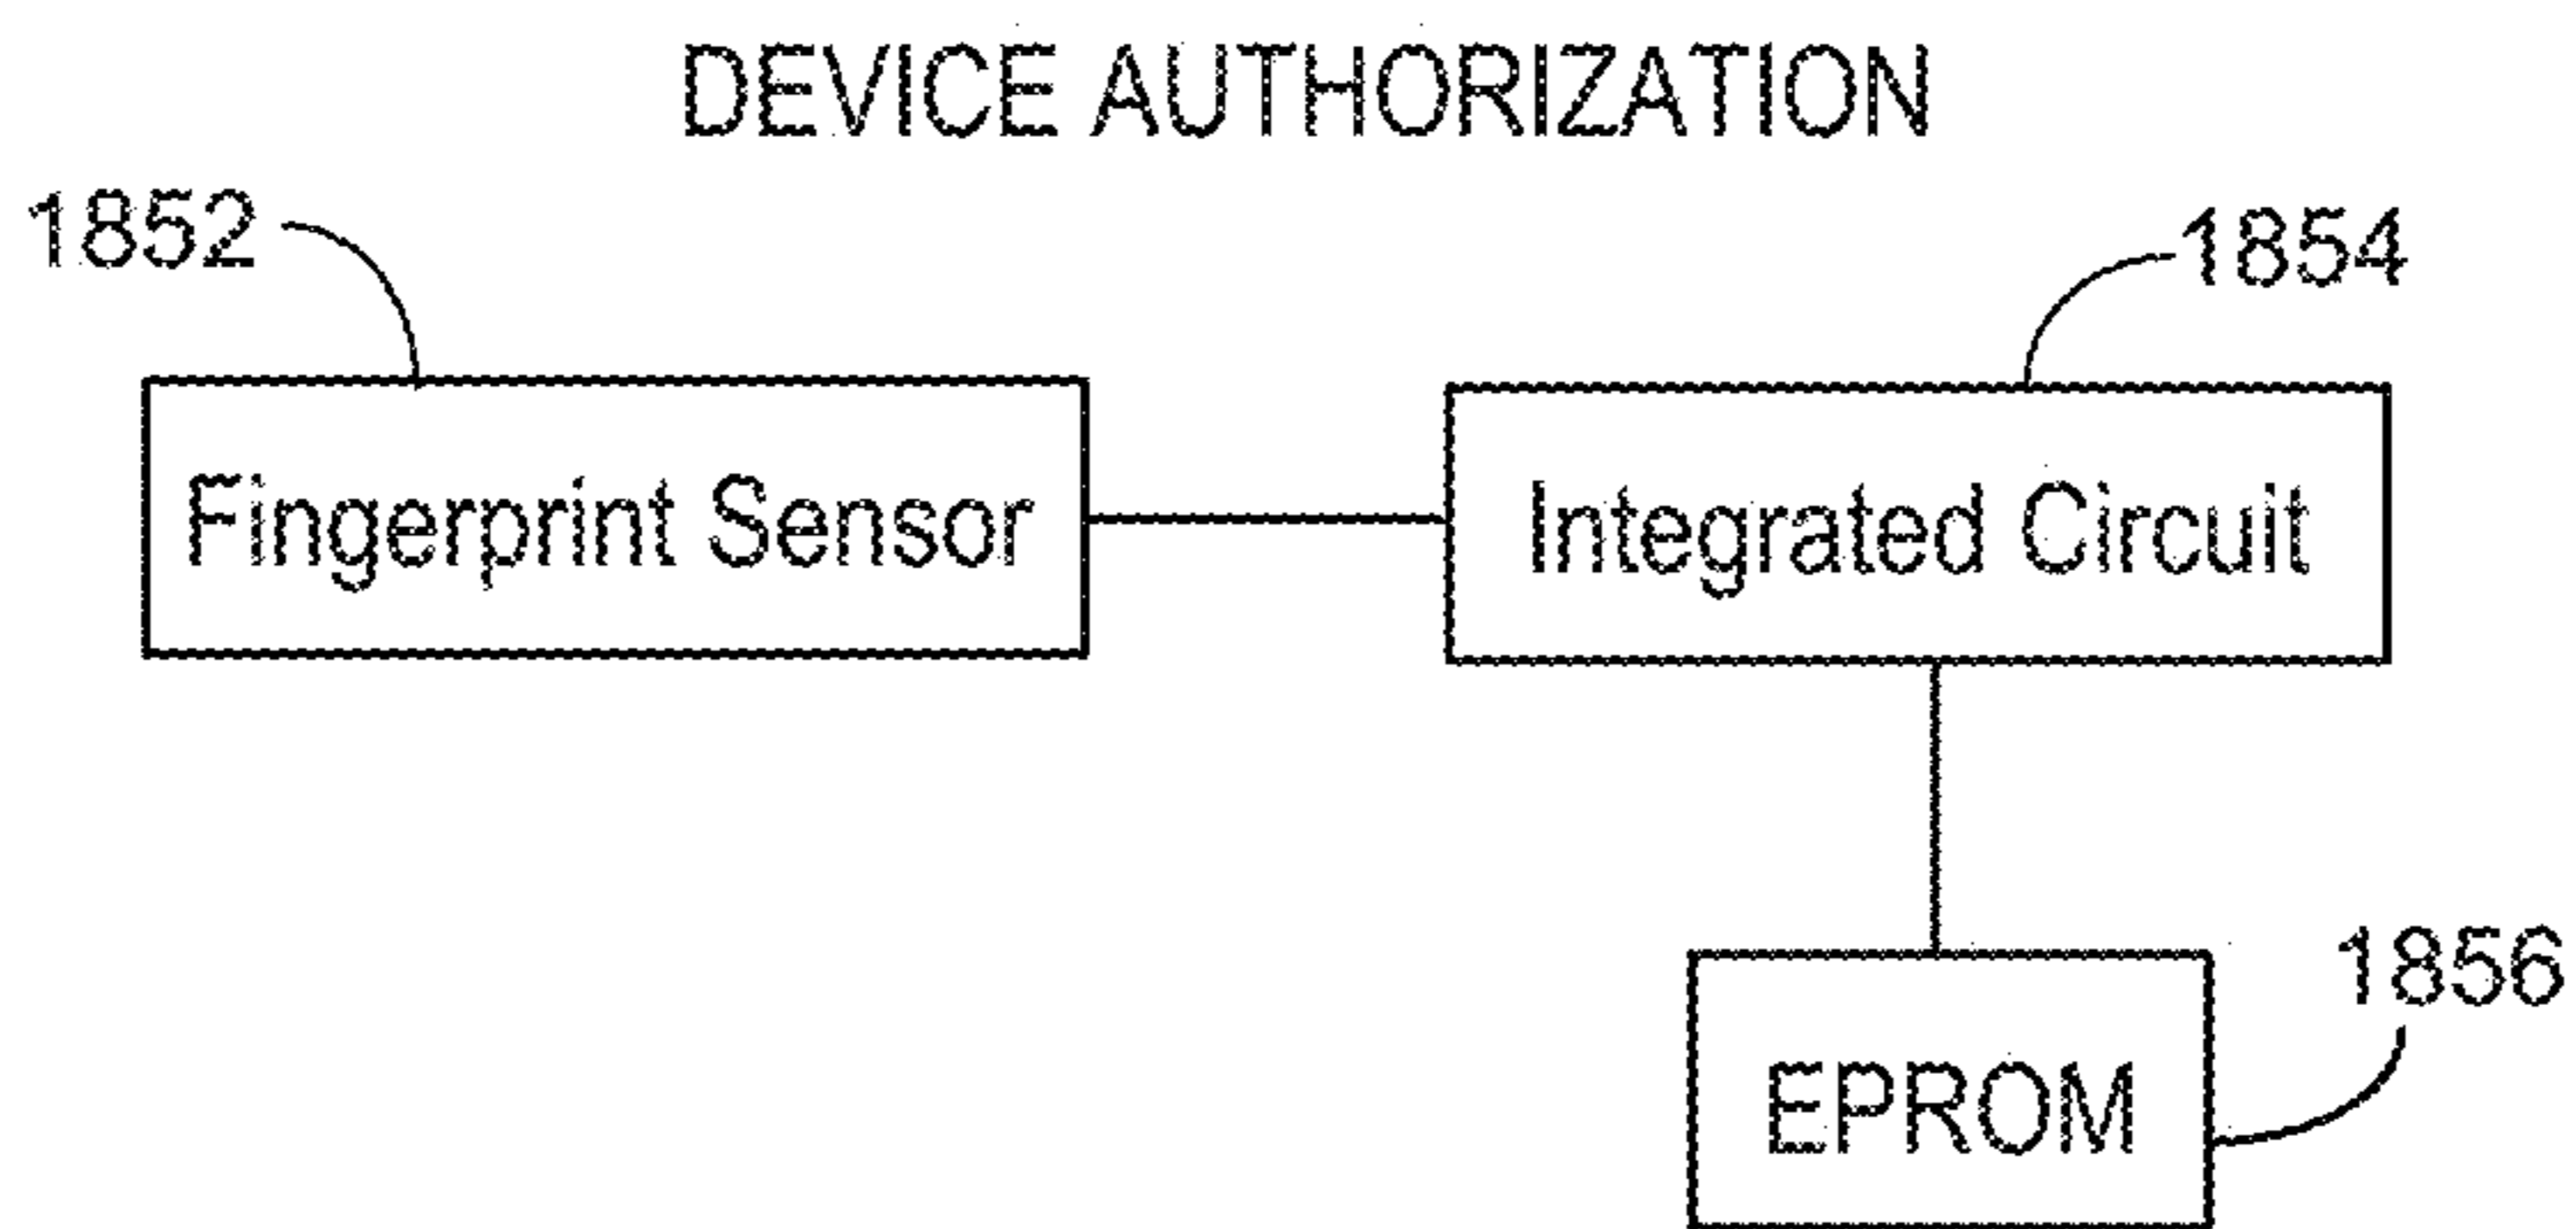 DEVICE AUTHORIZATION
1852
1854
Fingerprint Sensor
Integrated Circuit
1856
EPROM